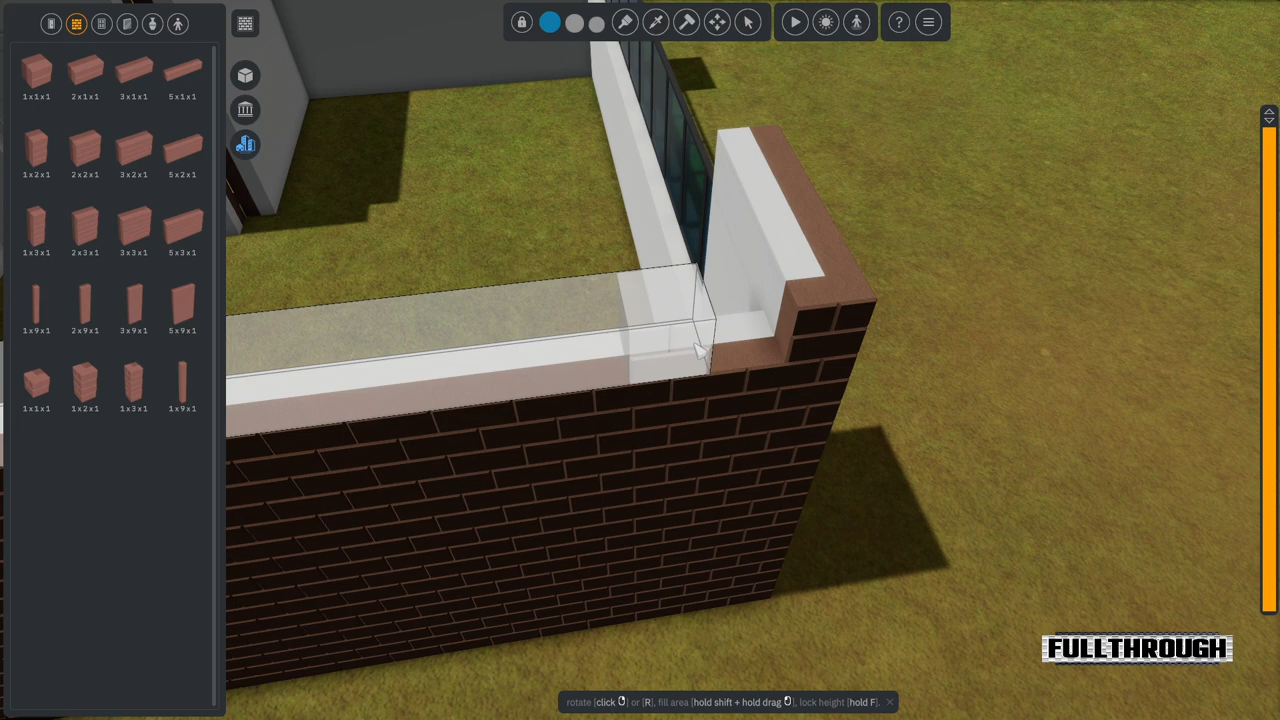 1x1x1 2x1x1 3x1x1 5x1x1
1x2x1 2x2x1 3x2x1 5x2x1
1x3x1 2x3x1 3x3x1 5x3x1
1x9x1 2x9x1 3x9x1 5x9x1
1x1x1 1x2x1 1x3x1 1x9x1
?
FULLTHROUGH
rotate [click] or [R], fill area [hold shift + hold drag], lock height [hold F].